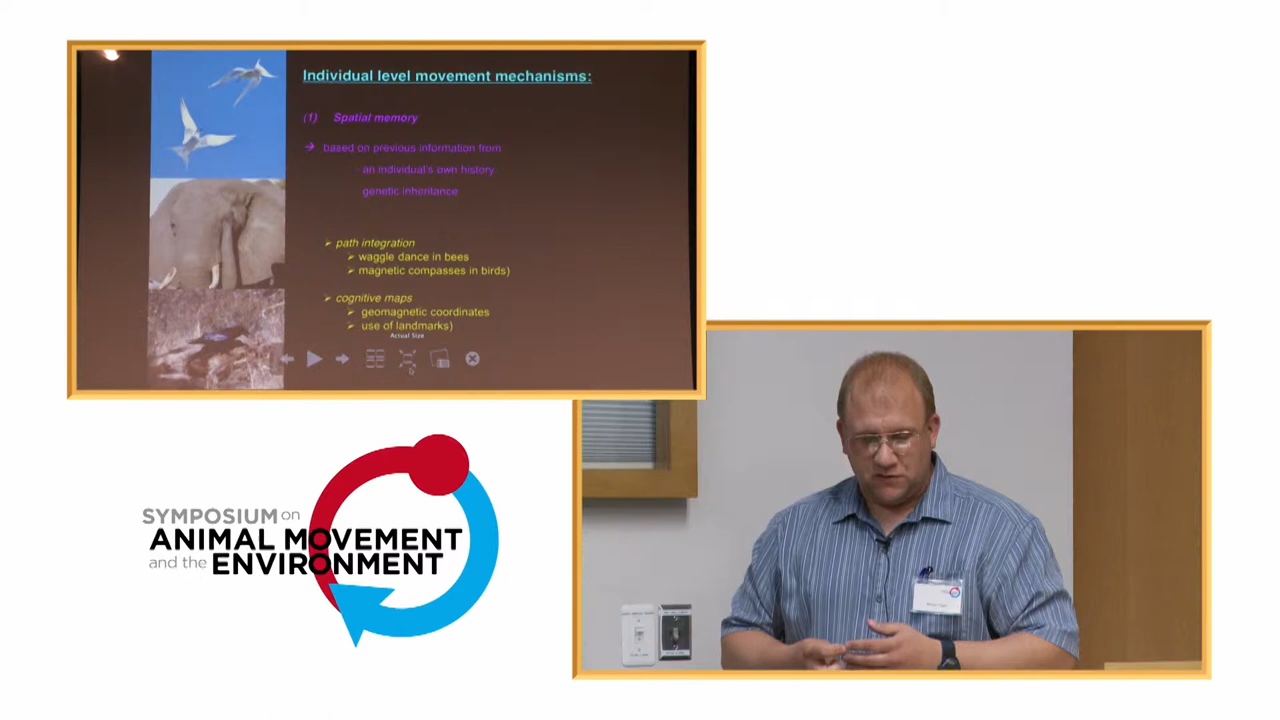 Individual level movement mechanisms:
(1) Spatial memory
→ based on previous information from
- an individual's own history
genetic inheritance
➢ path integration
➢ waggle dance in bees
➢ magnetic compasses in birds)
➢ cognitive maps
➢ geomagnetic coordinates
➢ use of landmarks)
Actual Size
SYMPOSIUM on
ANIMAL MOVEMENT
and the ENVIRONMENT